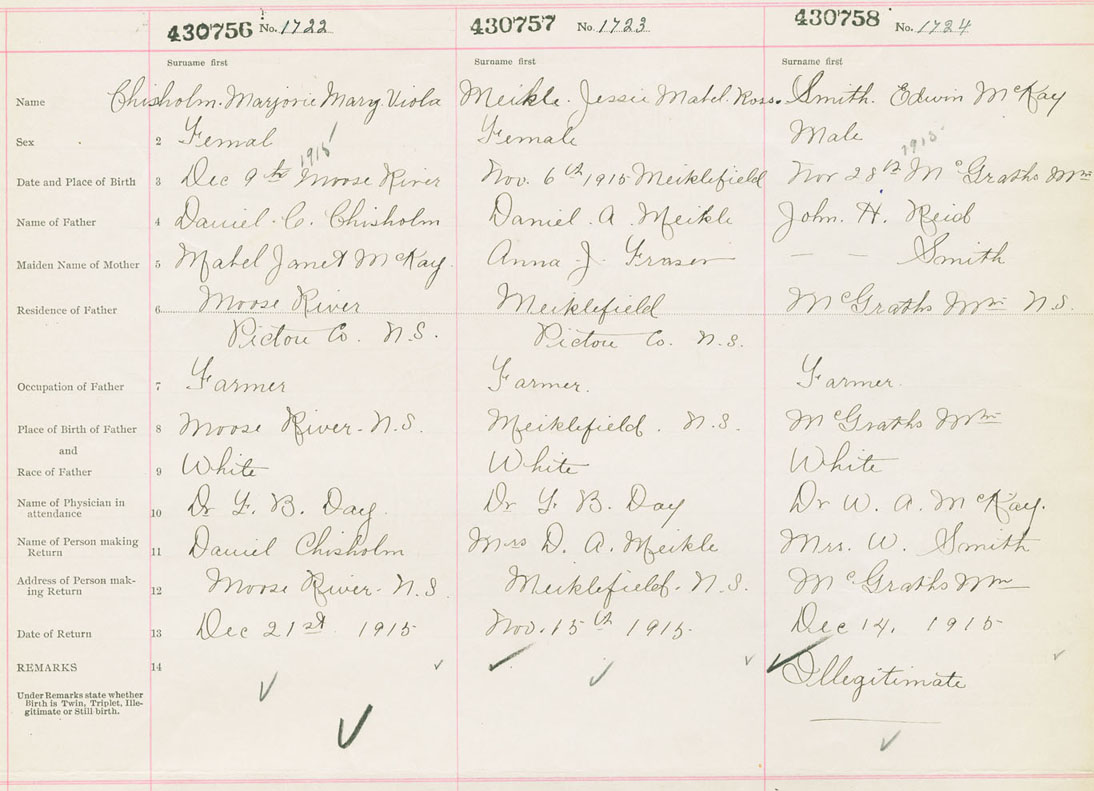 430756 No. 1722 430757 No. 1723 430758 No. 1724
Surname first Surname first Surname first
Name Chisholm. Marjorie Mary Viola Meikle. Jessie Mabel Ross. Smith. Edwin McKay
Sex 2 Femal Female Male
1915 1915
Date and Place of Birth 3 Dec 9th Moose River Nov. 6th 1915 Meiklefield Nov 28th McGraths Mn
Name of Father 4 Daniel. C. Chisholm Daniel. A. Meikle John. H. Reid
Maiden Name of Mother 5 Mabel Janet McKay. Anna J. Fraser — — Smith
Residence of Father 6 Moose River Meiklefield McGraths Mn N.S.
Pictou Co. N.S. Pictou Co. N.S.
Occupation of Father 7 Farmer Farmer. Farmer.
Place of Birth of Father 8 Moose River. N.S. Meiklefield. N.S. McGraths Mn
and
Race of Father 9 White White White
Name of Physician in
attendance 10 Dr F. B. Day. Dr F B. Day Dr W. A. McKay.
Name of Person making
Return 11 Daniel Chisholm Mrs D. A. Meikle Mrs. W. Smith
Address of Person mak-
ing Return 12 Moose River. N.S. Meiklefield. N.S. McGraths Mn
Date of Return 13 Dec 21st 1915 Nov. 15th 1915 Dec 14, 1915
REMARKS 14 Illegitimate
Under Remarks state whether
Birth is Twin, Triplet, Ille-
gitimate or Still birth.